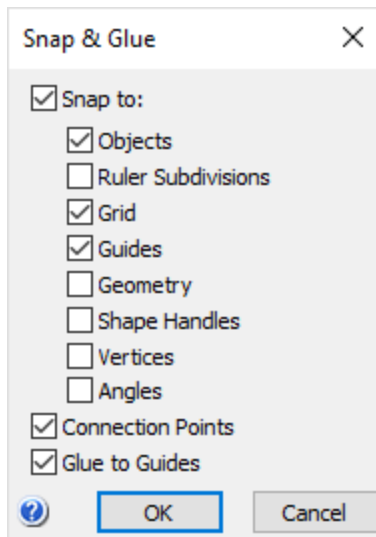 Snap & Glue
Snap to:
Objects
Ruler Subdivisions
Grid
Guides
Geometry
Shape Handles
Vertices
Angles
Connection Points
Glue to Guides
? OK Cancel